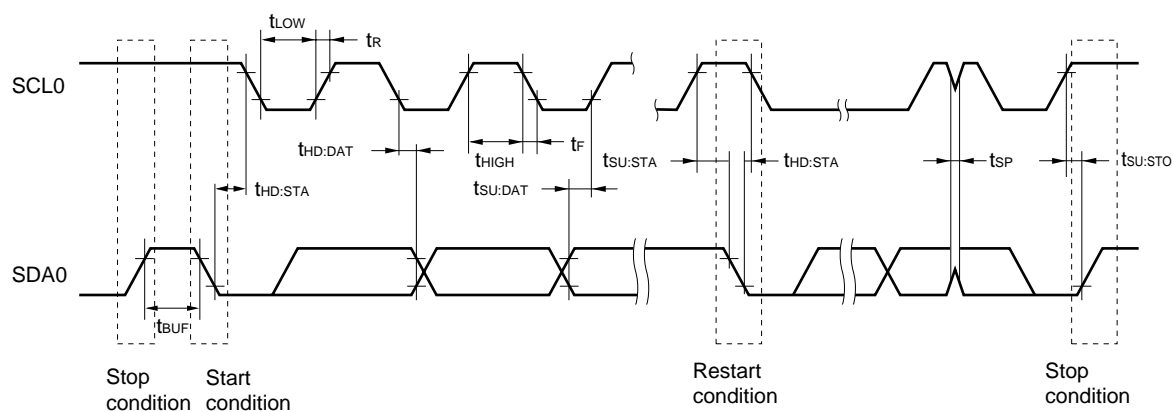 tLOW
tR
SCL0
tHD:DAT
tHIGH
tF
tSU:STA
tHD:STA
tSP
tSU:STO
tHD:STA
tSU:DAT
SDA0
tBUF
Stop
condition
Start
condition
Restart
condition
Stop
condition